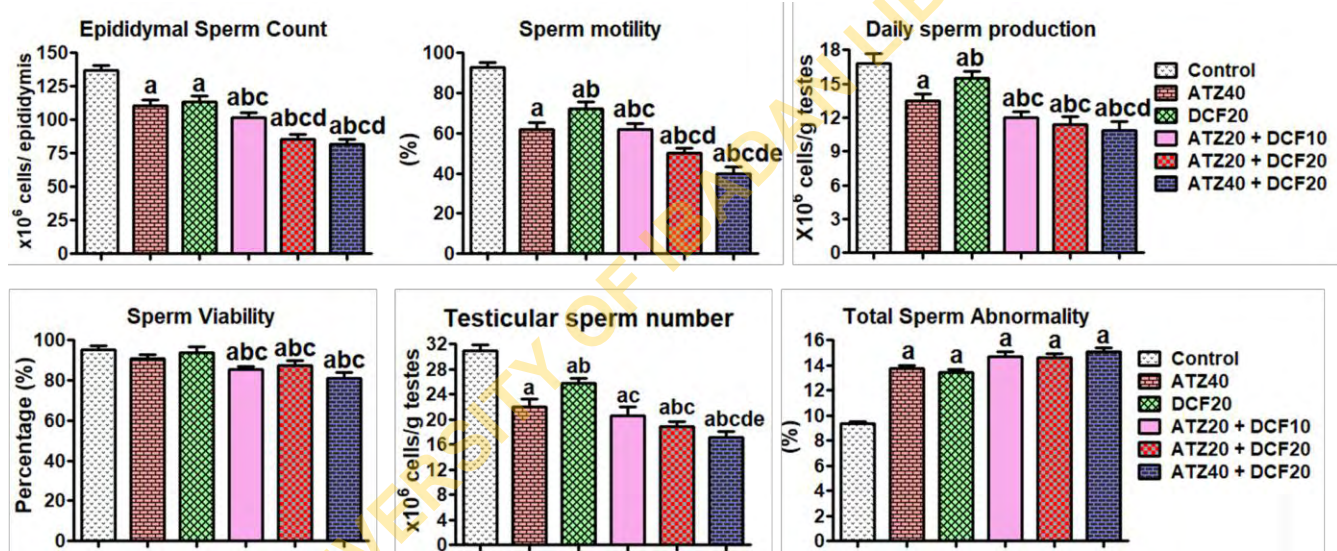 Epididymal Sperm Count
x10⁶ cells/ epididymis
150
125
100
75
50
25
0
a
a
abc
abcd
abcd
Sperm motility
(%)
100
80
60
40
20
0
a
ab
abc
abcd
abcde
Daily sperm production
X10⁶ cells/g testes
18
15
12
9
6
3
0
a
ab
abc
abc
abcd
Control
ATZ40
DCF20
ATZ20 + DCF10
ATZ20 + DCF20
ATZ40 + DCF20
Sperm Viability
Percentage (%)
100
80
60
40
20
0
abc
abc
abc
Testicular sperm number
x10⁶ cells/g testes
32
28
24
20
16
12
8
4
0
a
ab
ac
abc
abcde
Total Sperm Abnormality
(%)
16
14
12
10
8
6
4
2
0
a
a
a
a
a
Control
ATZ40
DCF20
ATZ20 + DCF10
ATZ20 + DCF20
ATZ40 + DCF20
VERSITY OF IBADAN LIB